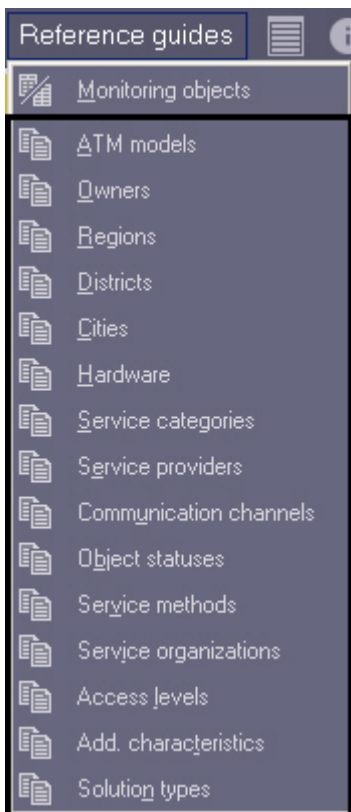 Reference guides
Monitoring objects
ATM models
Owners
Regions
Districts
Cities
Hardware
Service categories
Service providers
Communication channels
Object statuses
Service methods
Service organizations
Access levels
Add. characteristics
Solution types